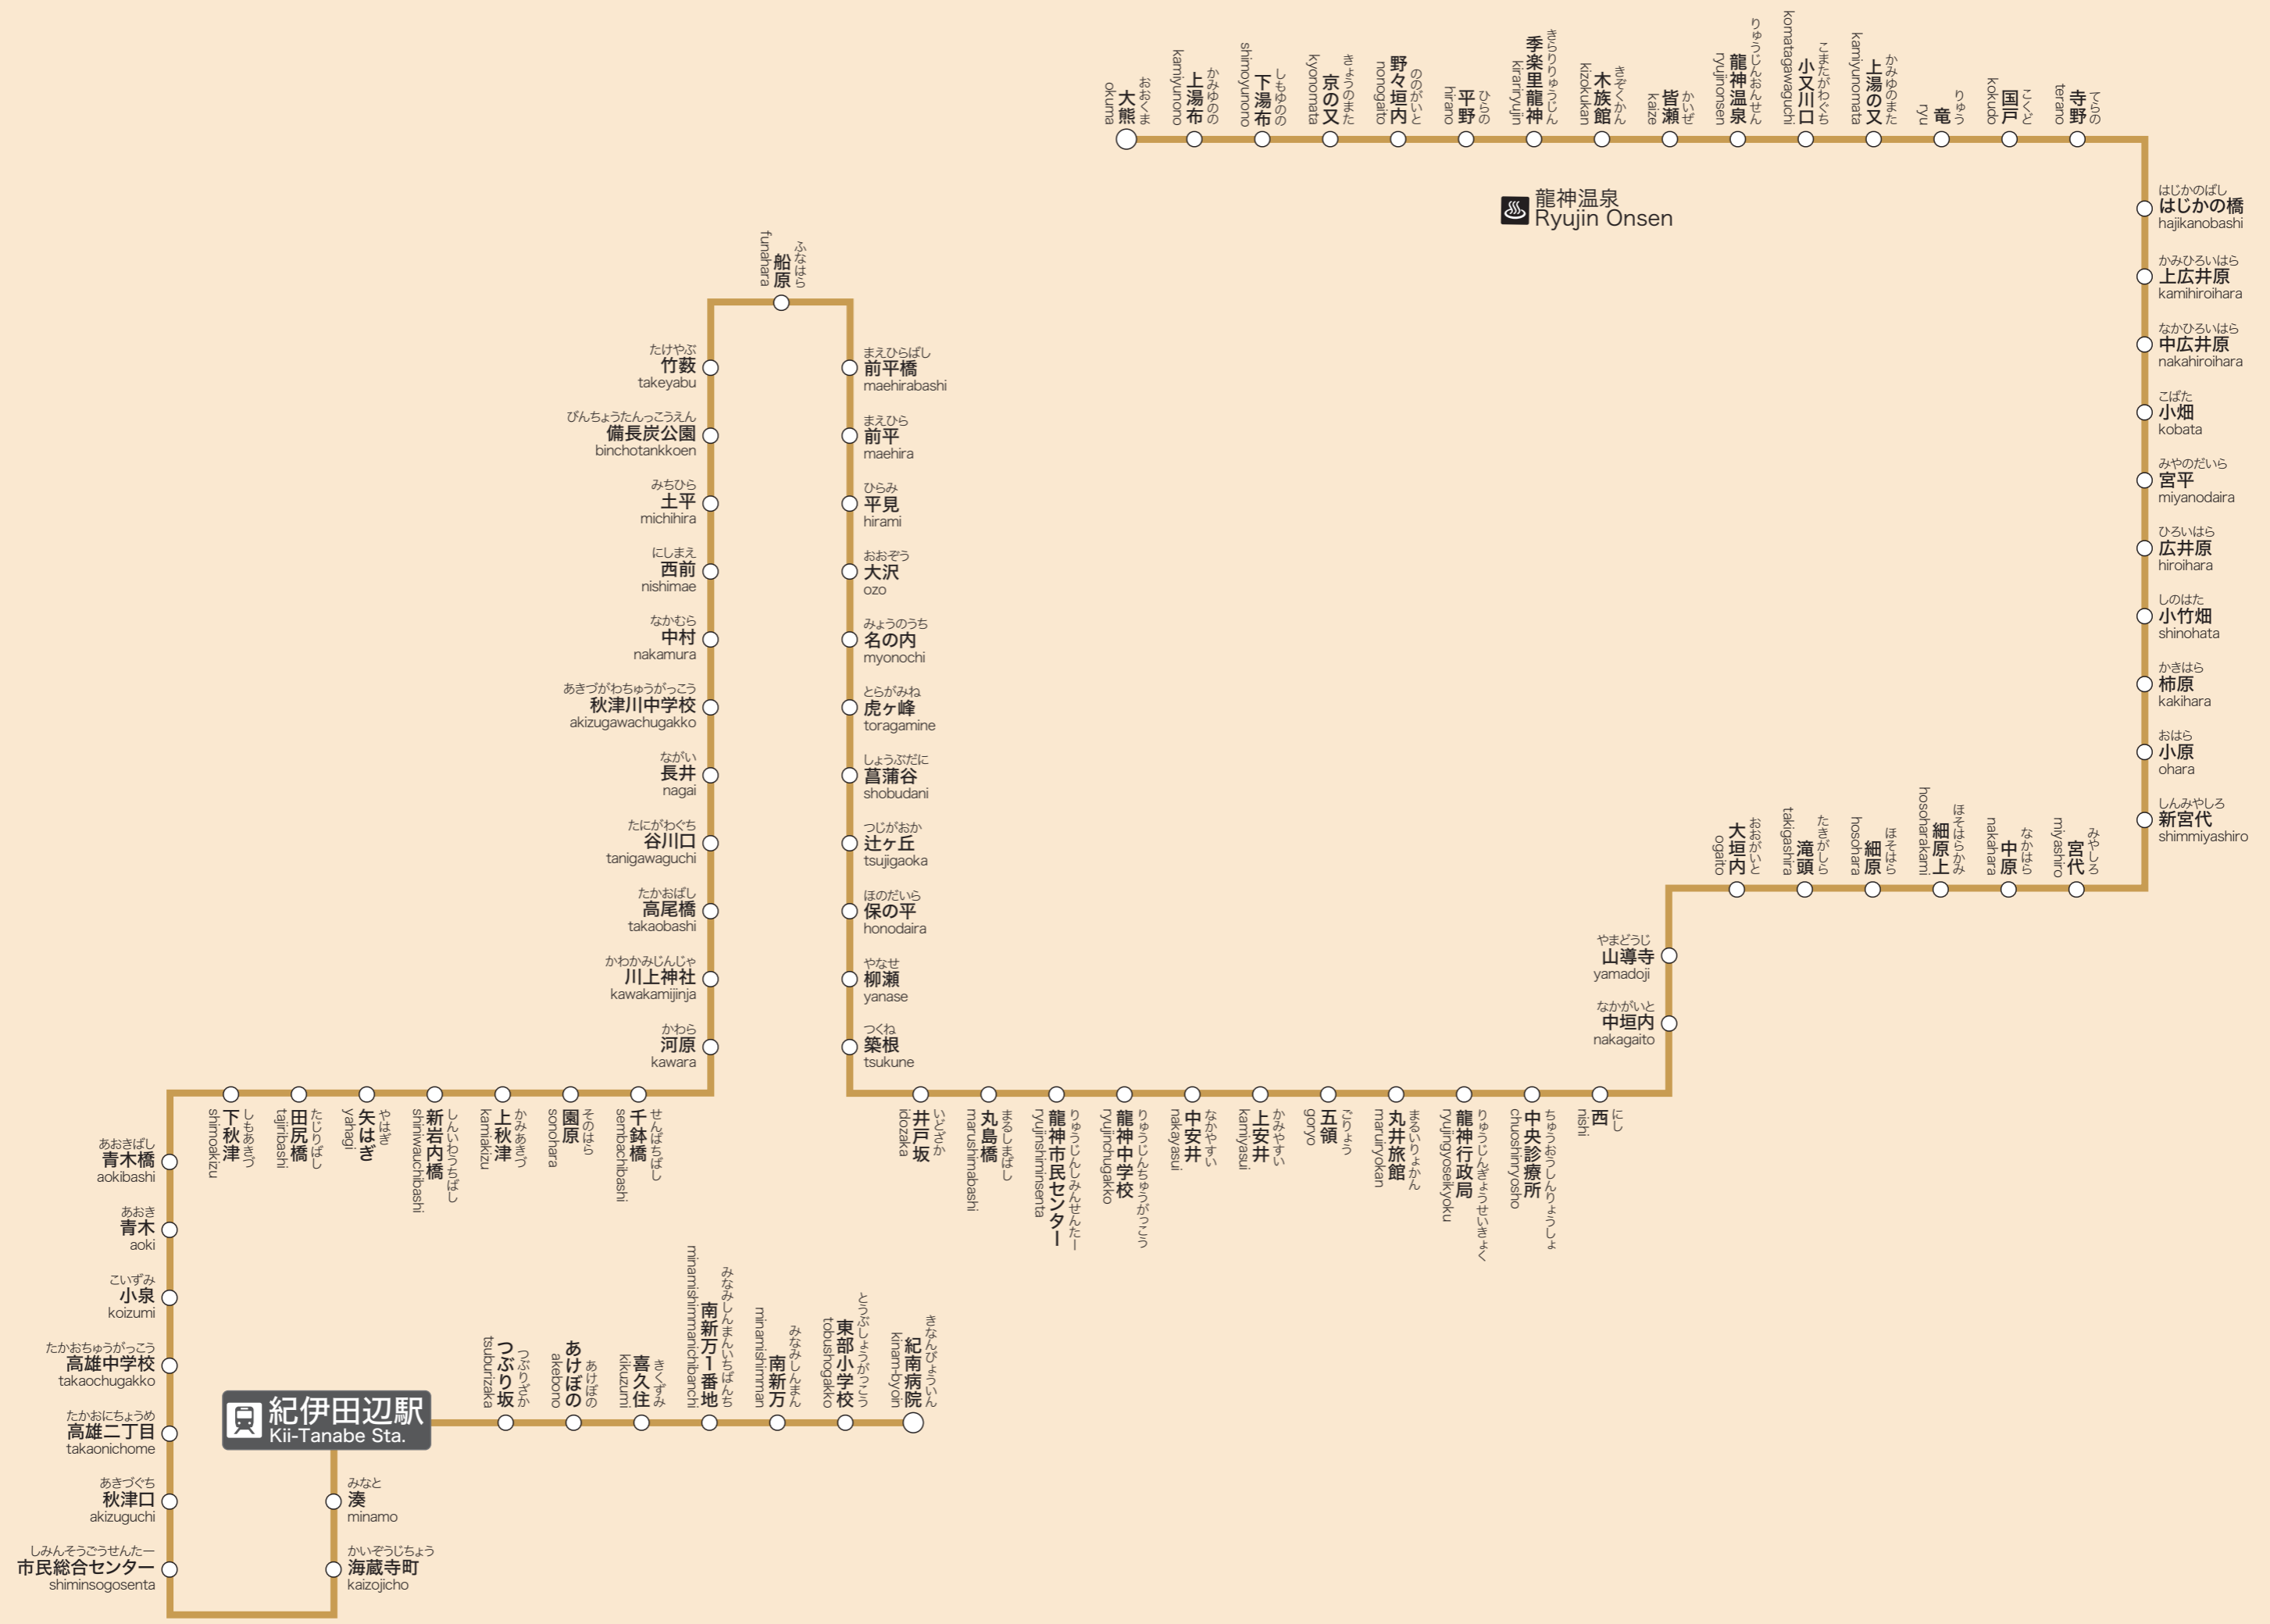 おおくま
大熊
okuma
かみゆのの
上湯布
kamiyunono
しもゆのの
下湯布
shimoyunono
きょうのまた
京の又
kyonomata
ののがいと
野々垣内
nonogaito
ひらの
平野
hirano
きらりりゅうじん
季楽里龍神
kirariryujin
きぞくかん
木族館
kizokukan
かいぜ
皆瀬
kaize
りゅうじんおんせん
龍神温泉
ryujinonsen
こまたがわぐち
小又川口
komatagawaguchi
かみゆのまた
上湯の又
kamiyunomata
りゅう
竜
ryu
こくど
国戸
kokudo
てらの
寺野
terano
龍神温泉
Ryujin Onsen
はじかのばし
はじかの橋
hajikanobashi
かみひろいはら
上広井原
kamihiroihara
なかひろいはら
中広井原
nakahiroihara
こばた
小畑
kobata
みやのだいら
宮平
miyanodaira
ひろいはら
広井原
hiroihara
しのはた
小竹畑
shinohata
かきはら
柿原
kakihara
おはら
小原
ohara
しんみやしろ
新宮代
shimmiyashiro
みやしろ
宮代
miyashiro
なかはら
中原
nakahara
ほそはらかみ
細原上
hosoharakami
ほそはら
細原
hosohara
たきがしら
滝頭
takigashira
おおがいと
大垣内
ogaito
やまどうじ
山導寺
yamadoji
なかがいと
中垣内
nakagaito
にし
西
nishi
ちゅうおうしんりょうしょ
中央診療所
chuoshinryosho
りゅうじんぎょうせいきょく
龍神行政局
ryujingyoseikyoku
まるいりょかん
丸井旅館
maruiryokan
ごりょう
五領
goryo
かみやすい
上安井
kamiyasui
なかやすい
中安井
nakayasui
りゅうじんちゅうがっこう
龍神中学校
ryujinchugakko
りゅうじんしみんせんたー
龍神市民センター
ryujinshiminsenta
まるしまばし
丸島橋
marushimabashi
いどざか
井戸坂
idozaka
つくね
築根
tsukune
やなせ
柳瀬
yanase
ほのだいら
保の平
honodaira
つじがおか
辻ヶ丘
tsujigaoka
しょうぶだに
菖蒲谷
shobudani
とらがみね
虎ヶ峰
toragamine
みょうのうち
名の内
myonochi
おおぞう
大沢
ozo
ひらみ
平見
hirami
まえひら
前平
maehira
まえひらばし
前平橋
maehirabashi
ふなはら
船原
funahara
たけやぶ
竹薮
takeyabu
びんちょうたんっこうえん
備長炭公園
binchotankkoen
みちひら
土平
michihira
にしまえ
西前
nishimae
なかむら
中村
nakamura
あきづがわちゅうがっこう
秋津川中学校
akizugawachugakko
ながい
長井
nagai
たにがわぐち
谷川口
tanigawaguchi
たかおばし
高尾橋
takaobashi
かわかみじんじゃ
川上神社
kawakamijinja
かわら
河原
kawara
せんばちばし
千鉢橋
sembachibashi
そのはら
園原
sonohara
かみあきづ
上秋津
kamiakizu
しんいわうちばし
新岩内橋
shiniwauchibashi
やはぎ
矢はぎ
yahagi
たじりばし
田尻橋
tajiribashi
しもあきづ
下秋津
shimoakizu
あおきばし
青木橋
aokibashi
あおき
青木
aoki
こいずみ
小泉
koizumi
たかおちゅうがっこう
高雄中学校
takaochugakko
たかおにちょうめ
高雄二丁目
takaonichome
あきづぐち
秋津口
akizuguchi
しみんそうごうせんたー
市民総合センター
shiminsogosenta
かいぞうじちょう
海蔵寺町
kaizojicho
みなと
湊
minamo
紀伊田辺駅
Kii-Tanabe Sta.
つぶりざか
つぶり坂
tsuburizaka
あけぼの
あけぼの
akebono
きくずみ
喜久住
kikuzumi
みなみしんまんいちばんち
南新万1番地
minamishimmanichibanchi
みなみしんまん
南新万
minamishimman
とうぶしょうがっこう
東部小学校
tobushogakko
きなんびょういん
紀南病院
kinam-byoin